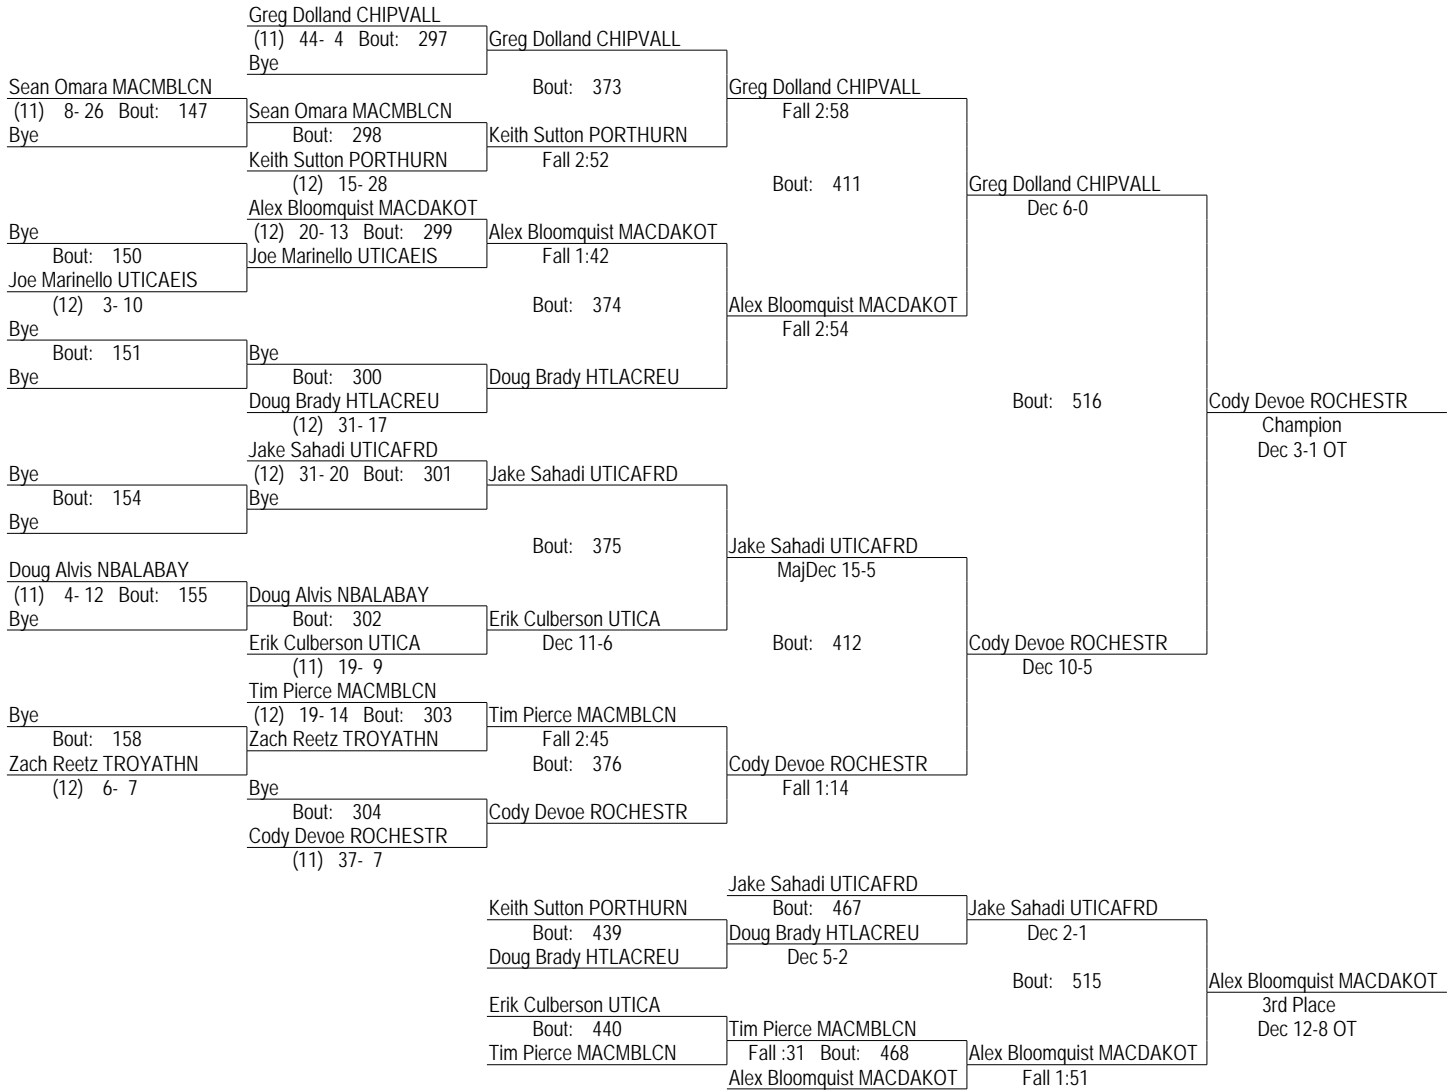 Greg Dolland CHIPVALL
(11) 44- 4 Bout: 297 Greg Dolland CHIPVALL
Bye
Sean Omara MACMBLCN Bout: 373 Greg Dolland CHIPVALL
(11) 8- 26 Bout: 147 Sean Omara MACMBLCN Fall 2:58
Bye Bout: 298 Keith Sutton PORTHURN
Keith Sutton PORTHURN Fall 2:52
(12) 15- 28 Bout: 411 Greg Dolland CHIPVALL
Alex Bloomquist MACDAKOT Dec 6-0
Bye (12) 20- 13 Bout: 299 Alex Bloomquist MACDAKOT
Bout: 150 Joe Marinello UTICAEIS Fall 1:42
Joe Marinello UTICAEIS
(12) 3- 10 Bout: 374 Alex Bloomquist MACDAKOT
Bye Fall 2:54
Bout: 151 Bye
Bye Bout: 300 Doug Brady HTLACREU
Doug Brady HTLACREU Bout: 516 Cody Devoe ROCHESTR
(12) 31- 17 Champion
Jake Sahadi UTICAFRD Dec 3-1 OT
Bye (12) 31- 20 Bout: 301 Jake Sahadi UTICAFRD
Bout: 154 Bye
Bye
Bout: 375 Jake Sahadi UTICAFRD
Doug Alvis NBALABAY MajDec 15-5
(11) 4- 12 Bout: 155 Doug Alvis NBALABAY
Bye Bout: 302 Erik Culberson UTICA
Erik Culberson UTICA Dec 11-6 Bout: 412 Cody Devoe ROCHESTR
(11) 19- 9 Dec 10-5
Tim Pierce MACMBLCN
Bye (12) 19- 14 Bout: 303 Tim Pierce MACMBLCN
Bout: 158 Zach Reetz TROYATHN Fall 2:45
Zach Reetz TROYATHN Bout: 376 Cody Devoe ROCHESTR
(12) 6- 7 Bye Fall 1:14
Bout: 304 Cody Devoe ROCHESTR
Cody Devoe ROCHESTR
(11) 37- 7
Jake Sahadi UTICAFRD
Keith Sutton PORTHURN Bout: 467 Jake Sahadi UTICAFRD
Bout: 439 Doug Brady HTLACREU Dec 2-1
Doug Brady HTLACREU Dec 5-2
Bout: 515 Alex Bloomquist MACDAKOT
Erik Culberson UTICA 3rd Place
Bout: 440 Tim Pierce MACMBLCN Dec 12-8 OT
Tim Pierce MACMBLCN Fall :31 Bout: 468 Alex Bloomquist MACDAKOT
Alex Bloomquist MACDAKOT Fall 1:51